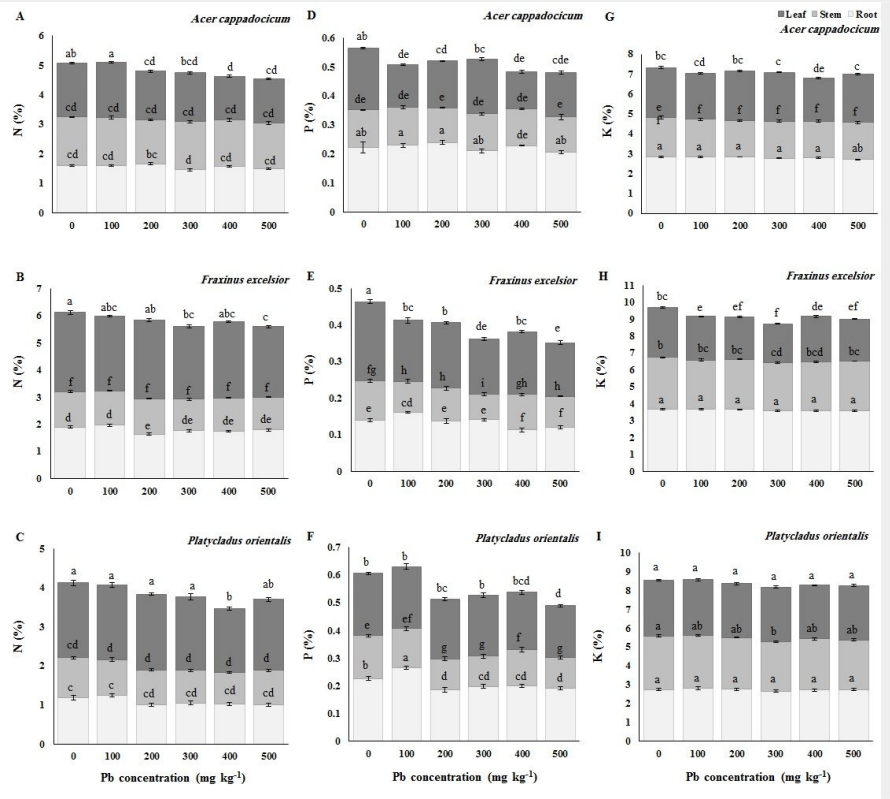 A
Acer cappadocicum
N (%)
6
5
4
3
2
1
0
ab a cd bcd d cd
cd cd cd cd cd cd
cd cd bc d cd cd
0 100 200 300 400 500
D
Acer cappadocicum
P (%)
0.6
0.5
0.4
0.3
0.2
0.1
0
ab de cd bc de cde
de de e de de e
ab a a ab de ab
0 100 200 300 400 500
G
Leaf Stem Root
Acer cappadocicum
K (%)
8
7
6
5
4
3
2
1
0
bc cd bc c de c
e f f f f f
a a a a a ab
0 100 200 300 400 500
B
Fraxinus excelsior
N (%)
7
6
5
4
3
2
1
0
a abc ab bc abc c
f f f f f f
d d e de de de
0 100 200 300 400 500
E
Fraxinus excelsior
P (%)
0.5
0.4
0.3
0.2
0.1
0
a bc b de cd e
fg h h i gh h
e cd e e f f
0 100 200 300 400 500
H
Fraxinus excelsior
K (%)
11
10
9
8
7
6
5
4
3
2
1
0
bc e ef f de ef
b bc bc cd bcd bc
a a a a a a
0 100 200 300 400 500
C
Platycladus orientalis
N (%)
5
4
3
2
1
0
a a a a b ab
cd d d d d d
c c cd cd cd cd
0 100 200 300 400 500
Pb concentration (mg kg-1)
F
Platycladus orientalis
P (%)
0.7
0.6
0.5
0.4
0.3
0.2
0.1
0
b b bc b bcd d
e ef g g f g
b a d cd cd d
0 100 200 300 400 500
Pb concentration (mg kg-1)
I
Platycladus orientalis
K (%)
10
9
8
7
6
5
4
3
2
1
0
a a a a a a
a ab ab b ab ab
a a a a a a
0 100 200 300 400 500
Pb concentration (mg kg-1)